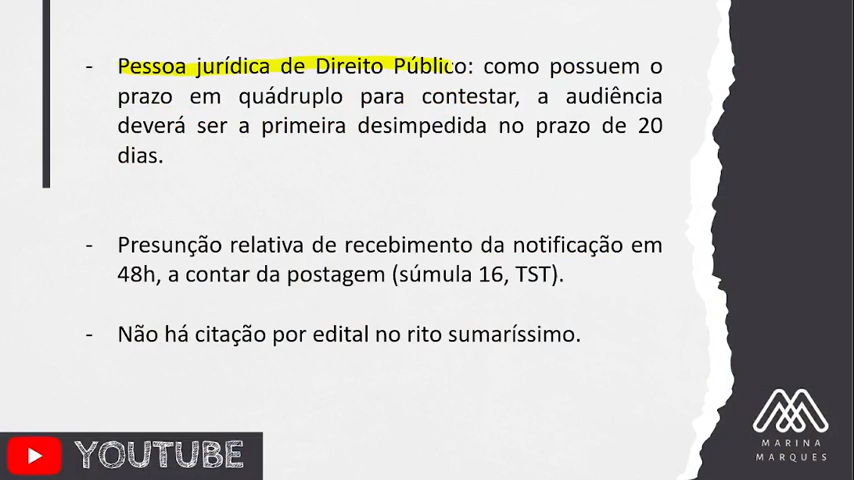 - Pessoa jurídica de Direito Público: como possuem o
prazo em quádruplo para contestar, a audiência
deverá ser a primeira desimpedida no prazo de 20
dias.
- Presunção relativa de recebimento da notificação em
48h, a contar da postagem (súmula 16, TST).
- Não há citação por edital no rito sumaríssimo.
YOUTUBE
MARINA
MARQUES